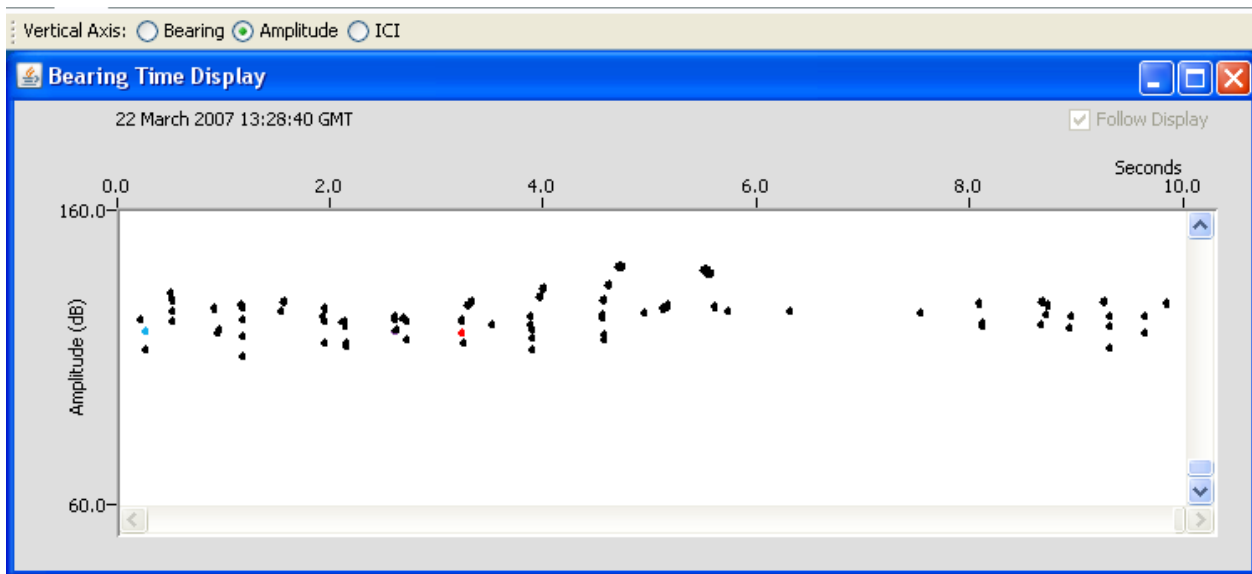 Vertical Axis: Bearing Amplitude ICI
Bearing Time Display
22 March 2007 13:28:40 GMT
Follow Display
Seconds
0.0 2.0 4.0 6.0 8.0 10.0
160.0
Amplitude (dB)
60.0